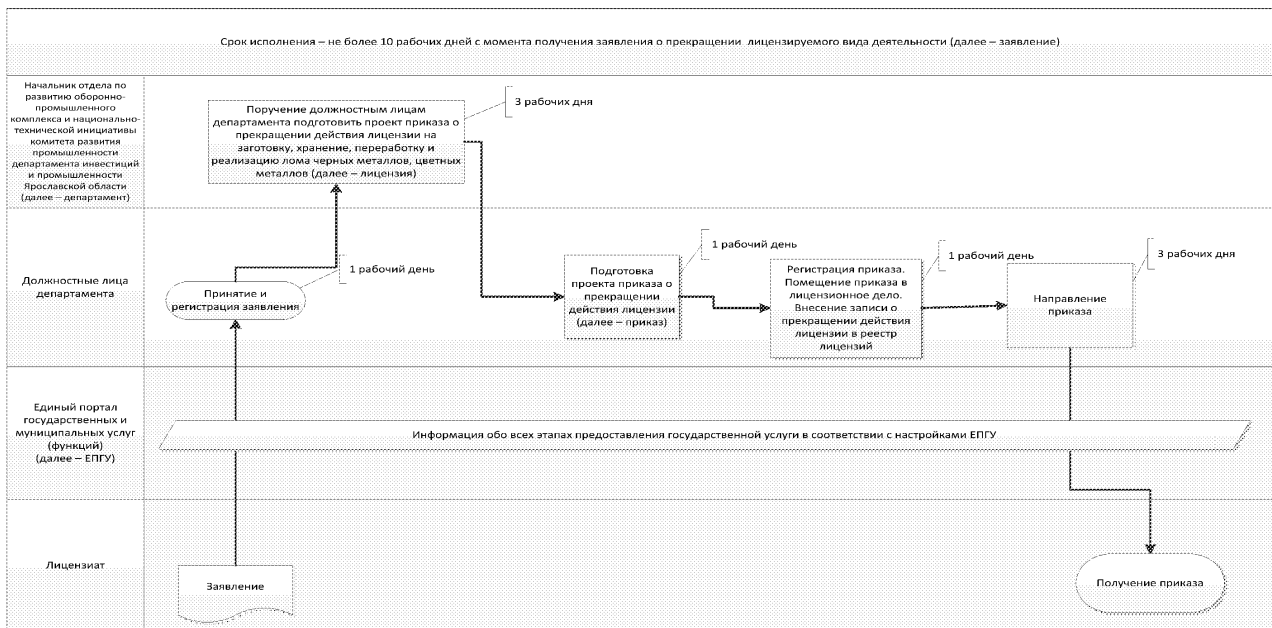 Срок исполнения – не более 10 рабочих дней с момента получения заявления о прекращении лицензируемого вида деятельности (далее – заявление)
Начальник отдела по
развитию оборонно-
промышленного
комплекса и национально-
технической инициативы
комитета развития
промышленности
департамента инвестиций
и промышленности
Ярославской области
(далее – департамент)
Поручение должностным лицам
департамента подготовить проект приказа о
прекращении действия лицензии на
заготовку, хранение, переработку и
реализацию лома черных металлов, цветных
металлов (далее – лицензия)
3 рабочих дня
Должностные лица
департамента
Принятие и
регистрация заявления
1 рабочий день
Подготовка
проекта приказа о
прекращении
действия лицензии
(далее – приказ)
1 рабочий день
Регистрация приказа.
Помещение приказа в
лицензионное дело.
Внесение записи о
прекращении действия
лицензии в реестр
лицензий
1 рабочий день
Направление
приказа
3 рабочих дня
Единый портал
государственных и
муниципальных услуг
(функций)
(далее – ЕПГУ)
Информация обо всех этапах предоставления государственной услуги в соответствии с настройками ЕПГУ
Лицензиат
Заявление
Получение приказа